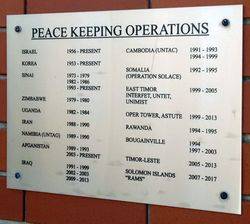 PEACE KEEPING OPERATIONS
ISRAEL 1956 - PRESENT
KOREA 1953 - PRESENT
SINAI 1973 - 1979
1982 - 1986
1993 - PRESENT
ZIMBABWE 1979 - 1980
UGANDA 1982 - 1984
IRAN 1988 - 1990
NAMIBIA (UNTAG) 1989 - 1990
AFGANISTAN 1989 - 1993
2003 - PRESENT
IRAQ 1991
1991 - 1999
2002 - 2003
2009 - 2013
CAMBODIA (UNTAC) 1991 - 1993
1994 - 1999
SOMALIA 1992 - 1995
(OPERATION SOLACE)
EAST TIMOR 1999 - 2005
INTERFET, UNTET,
UNIMIST
OPER TOWER, ASTUTE 1999 - 2013
RAWANDA 1994 - 1995
BOUGAINVILLE 1994
1997 - 2003
TIMOR-LESTE 2005 - 2013
SOLOMON ISLANDS 2007 - 2017
"RAMSI"